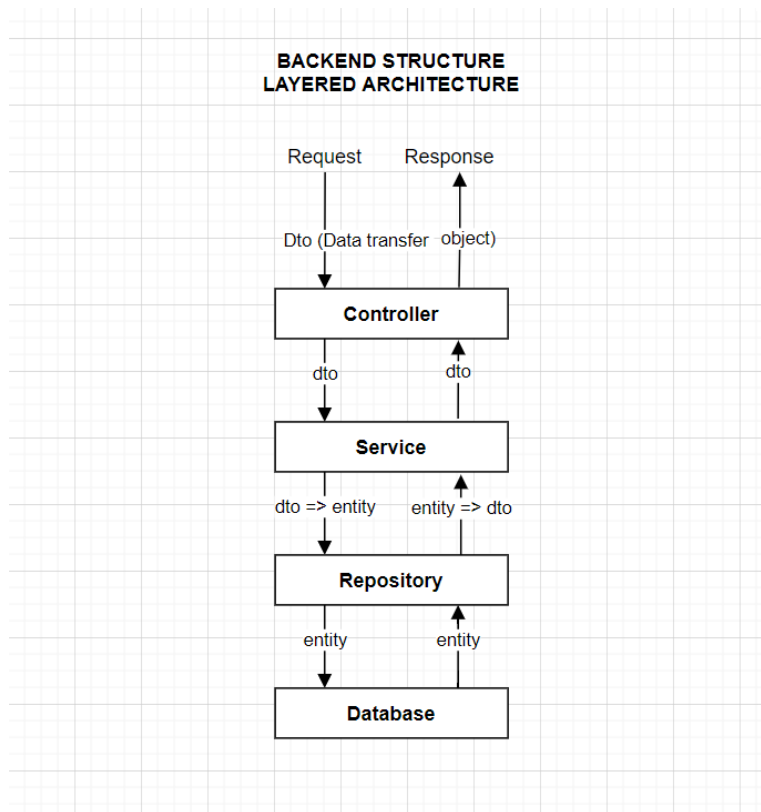 BACKEND STRUCTURE
LAYERED ARCHITECTURE
Request Response
Dto (Data transfer object)
Controller
dto dto
Service
dto => entity entity => dto
Repository
entity entity
Database